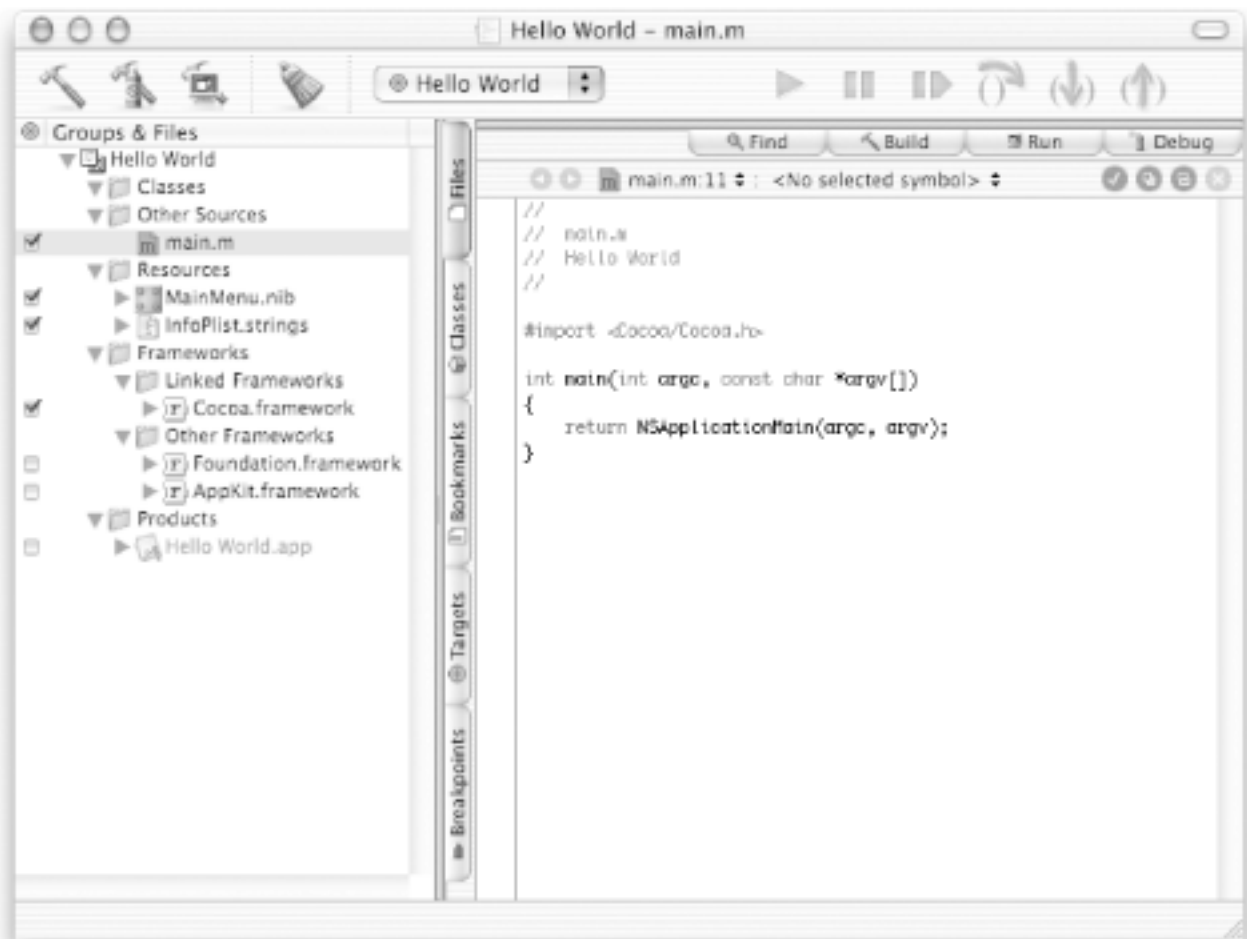 Hello World – main.m
Hello World
Groups & Files
Hello World
Classes
Other Sources
main.m
Resources
MainMenu.nib
InfoPlist.strings
Frameworks
Linked Frameworks
Cocoa.framework
Other Frameworks
Foundation.framework
AppKit.framework
Products
Hello World.app
Files
Classes
Bookmarks
Targets
Breakpoints
Find Build Run Debug
main.m:11 : <No selected symbol>
//
// main.m
// Hello World
//
#import <Cocoa/Cocoa.h>
int main(int argc, const char *argv[])
{
return NSApplicationMain(argc, argv);
}